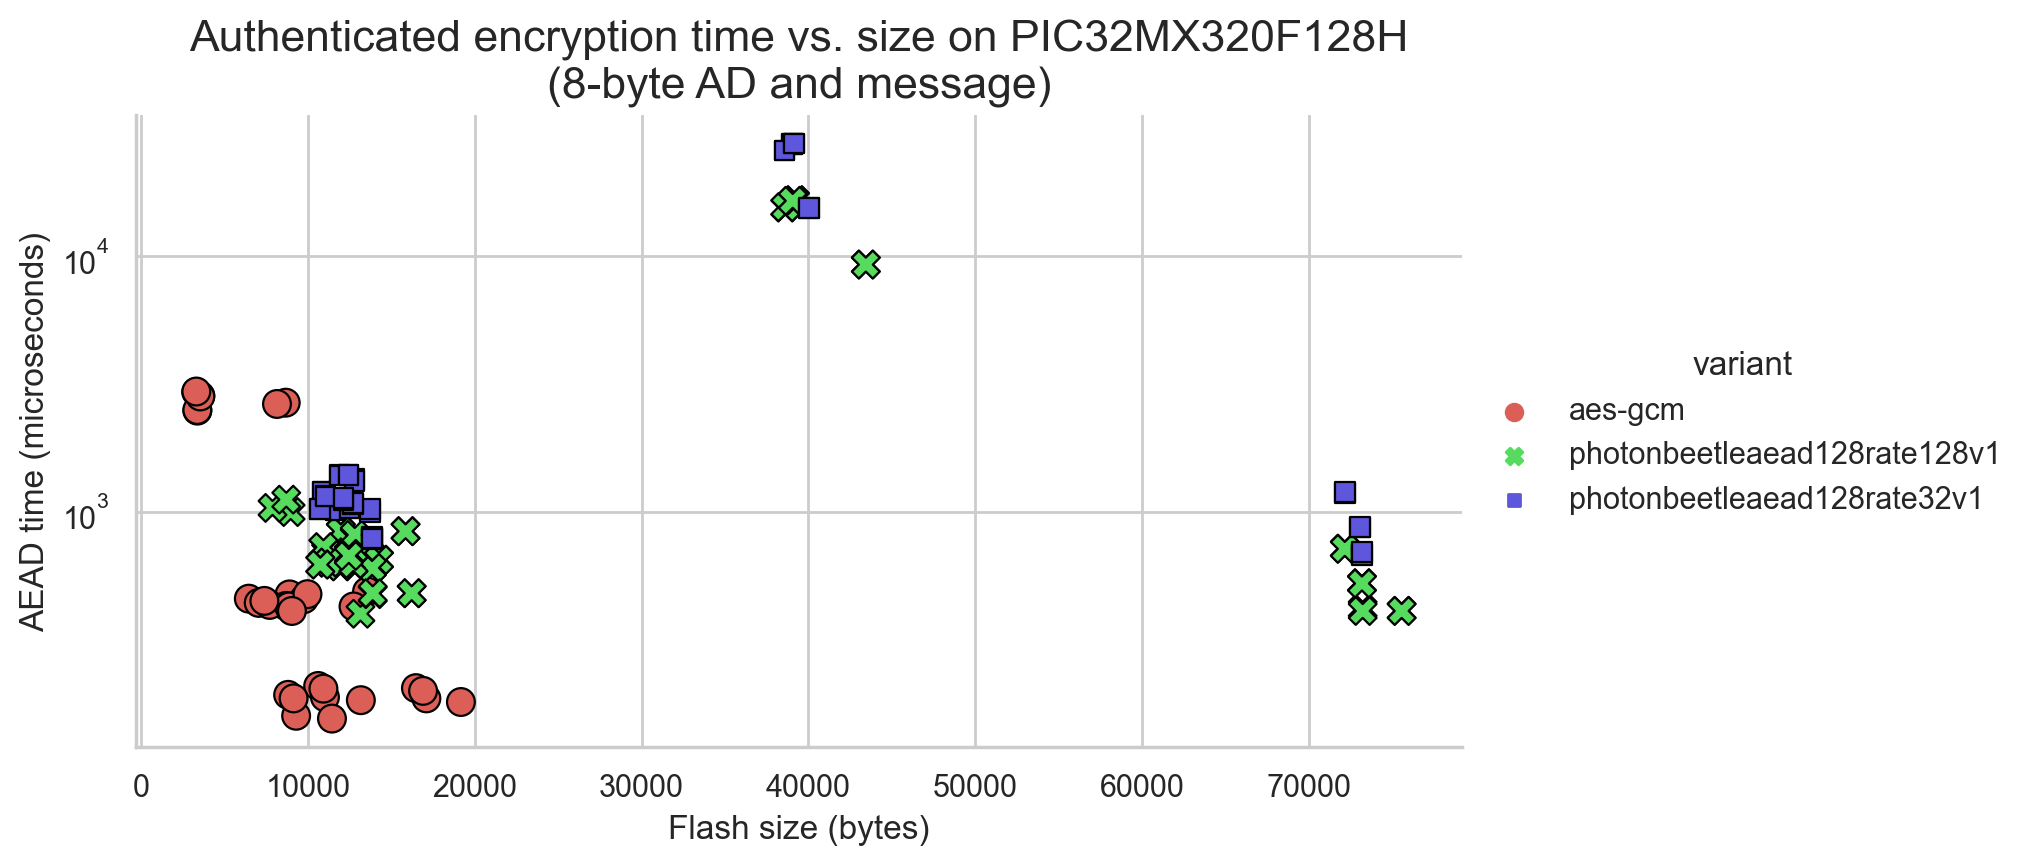 Authenticated encryption time vs. size on PIC32MX320F128H
(8-byte AD and message)
AEAD time (microseconds)
10^4
10^3
0 10000 20000 30000 40000 50000 60000 70000
Flash size (bytes)
variant
aes-gcm
photonbeetleaead128rate128v1
photonbeetleaead128rate32v1